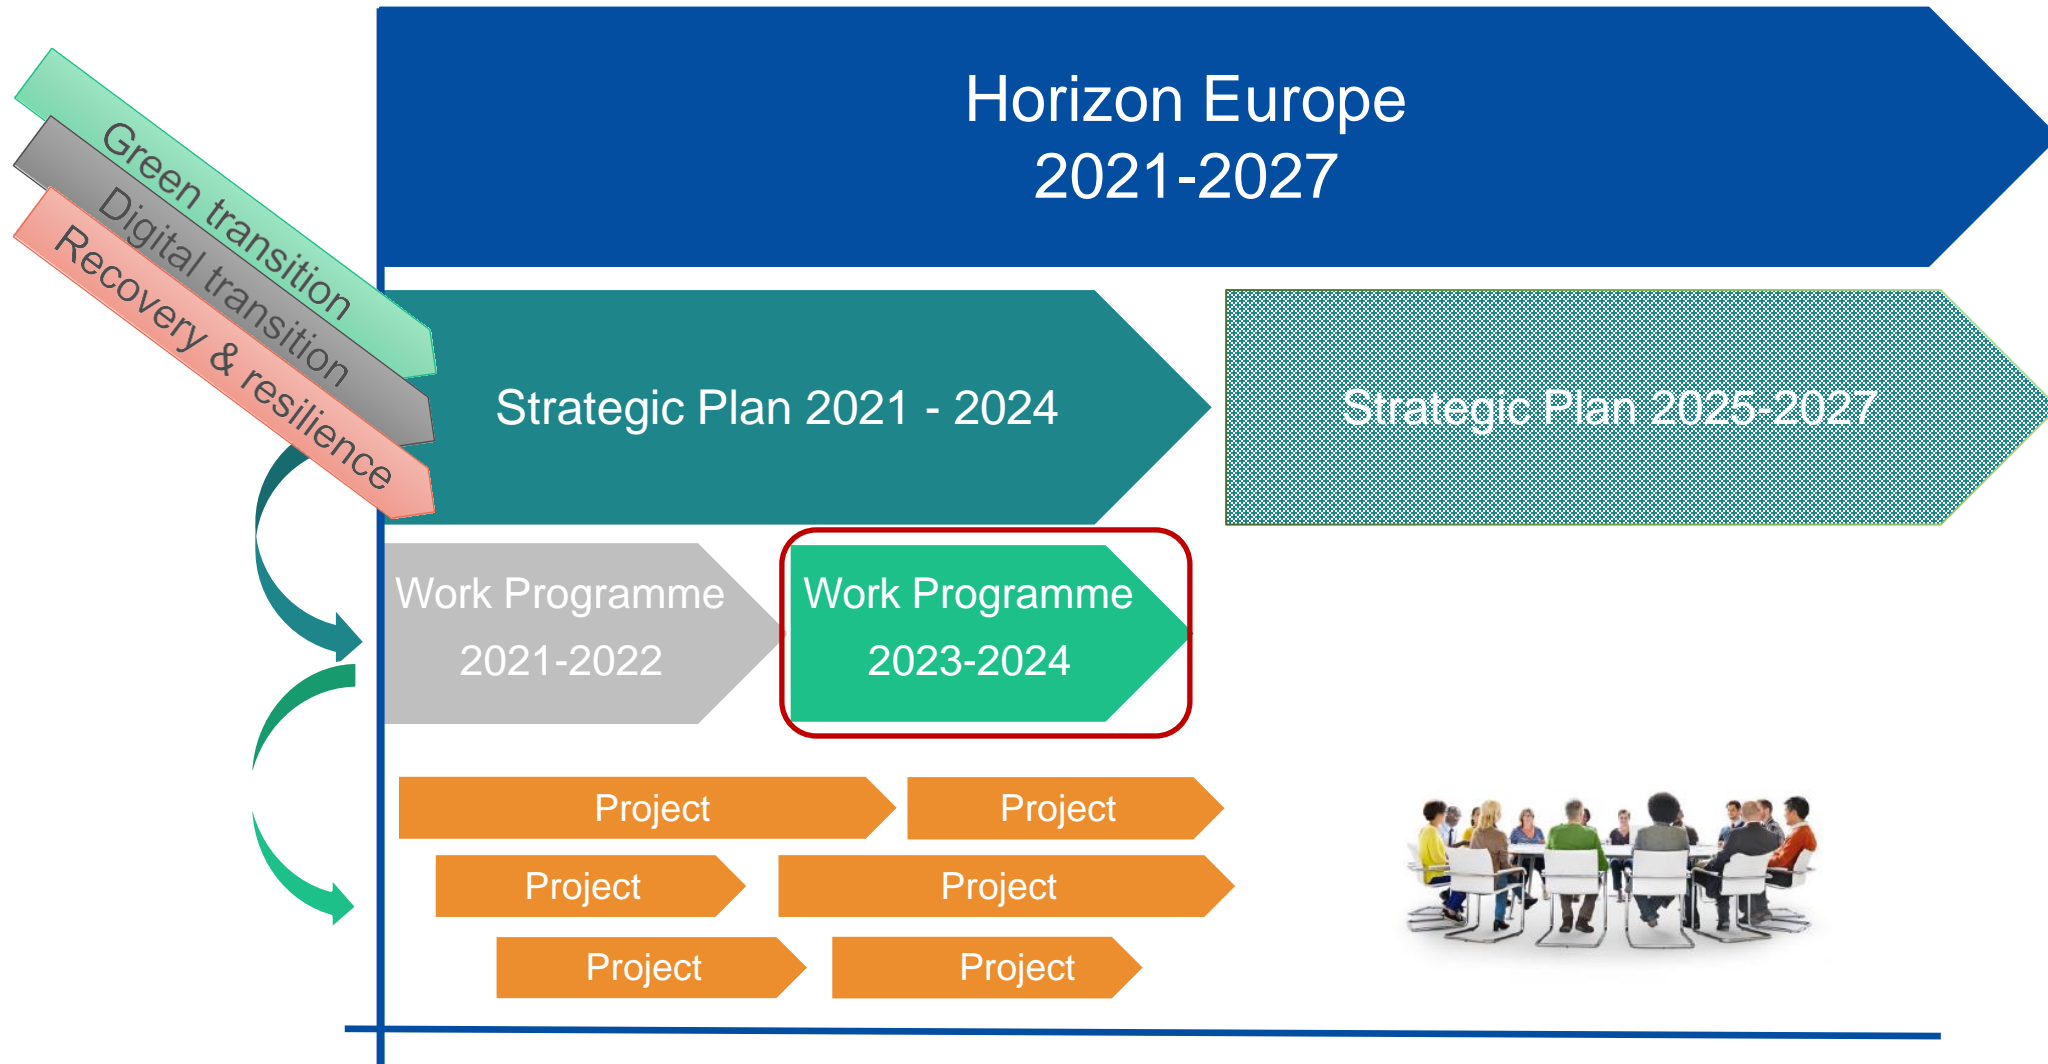 Horizon Europe
2021-2027
Green transition
Digital transition
Recovery & resilience
Strategic Plan 2021 - 2024
Strategic Plan 2025-2027
Work Programme
2021-2022
Work Programme
2023-2024
Project
Project
Project
Project
Project
Project